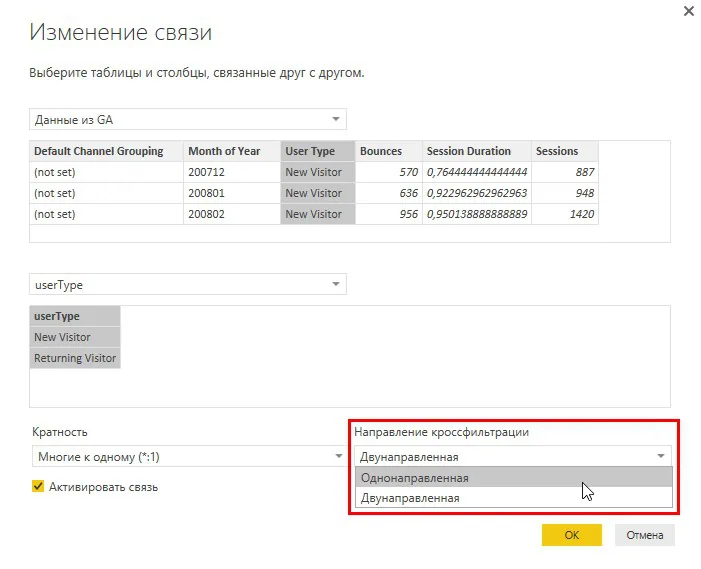 Изменение связи
Выберите таблицы и столбцы, связанные друг с другом.
Данные из GA
Default Channel Grouping Month of Year User Type Bounces Session Duration Sessions
(not set) 200712 New Visitor 570 0,764444444444444 887
(not set) 200801 New Visitor 636 0,922962962962963 948
(not set) 200802 New Visitor 956 0,950138888888889 1420
userType
userType
New Visitor
Returning Visitor
Кратность Направление кроссфильтрации
Многие к одному (*:1) Двунаправленная
Активировать связь Однонаправленная
Двунаправленная
ОК Отмена